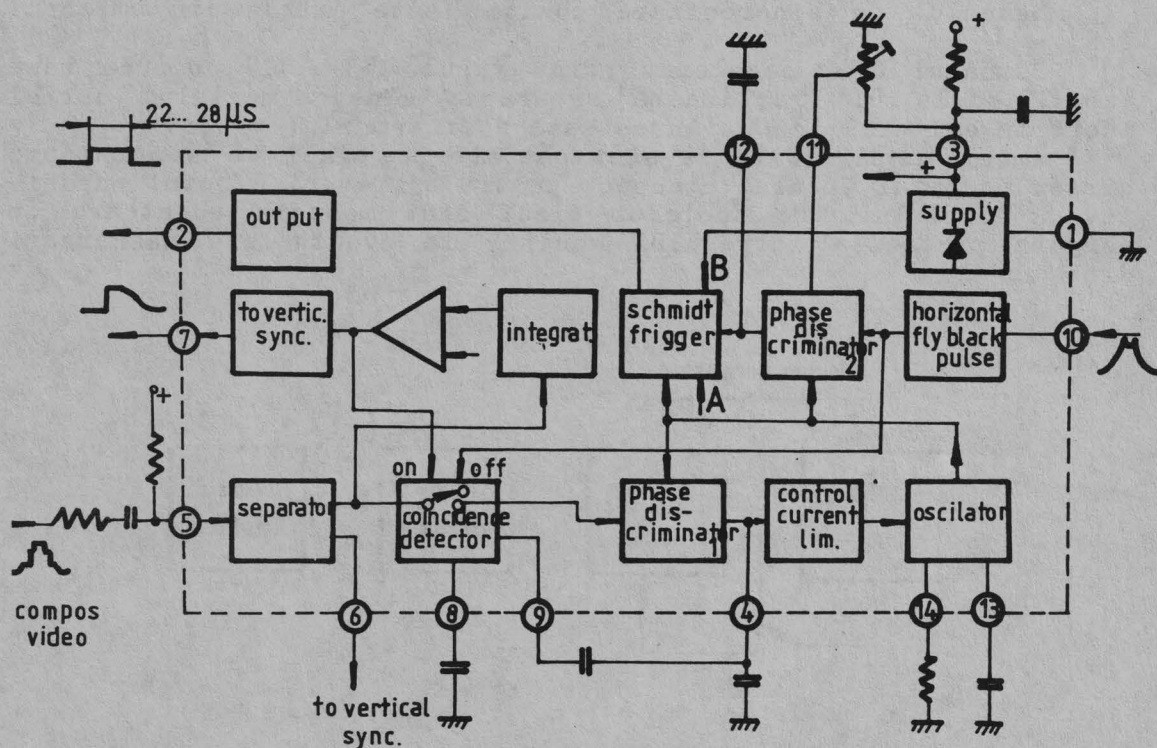 +
22... 28 µS
12
11
3
+
output
supply
2
1
B
to vertic.
sync.
integrat.
schmidt
frigger
phase
dis
criminator
2
horizontal
fly black
pulse
7
10
A
+
on
off
separator
coincidence
detector
phase
dis-
criminator
1
control
current
lim.
oscilator
5
compos
video
6
8
9
4
14
13
to vertical
sync.